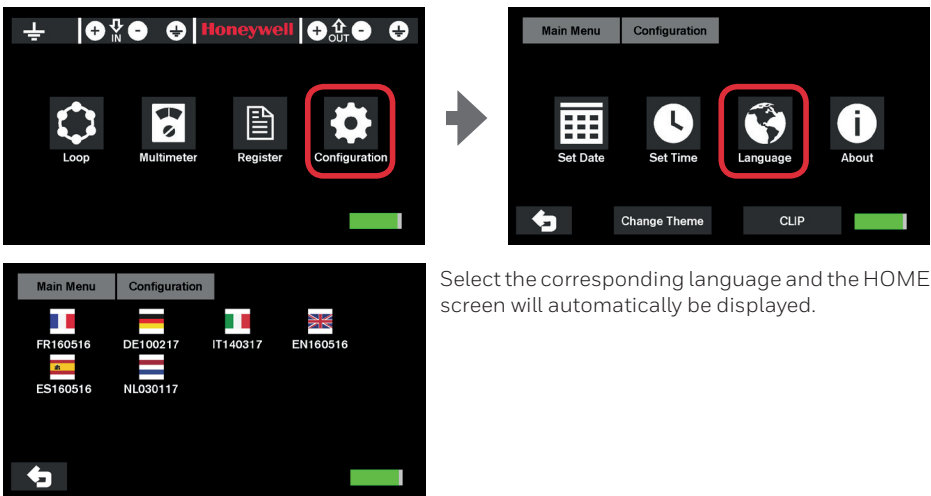 IN Honeywell OUT
Loop Multimeter Register Configuration
Main Menu Configuration
Set Date Set Time Language About
Change Theme CLIP
Main Menu Configuration
FR160516 DE100217 IT140317 EN160516
ES160516 NL030117
Select the corresponding language and the HOME
screen will automatically be displayed.